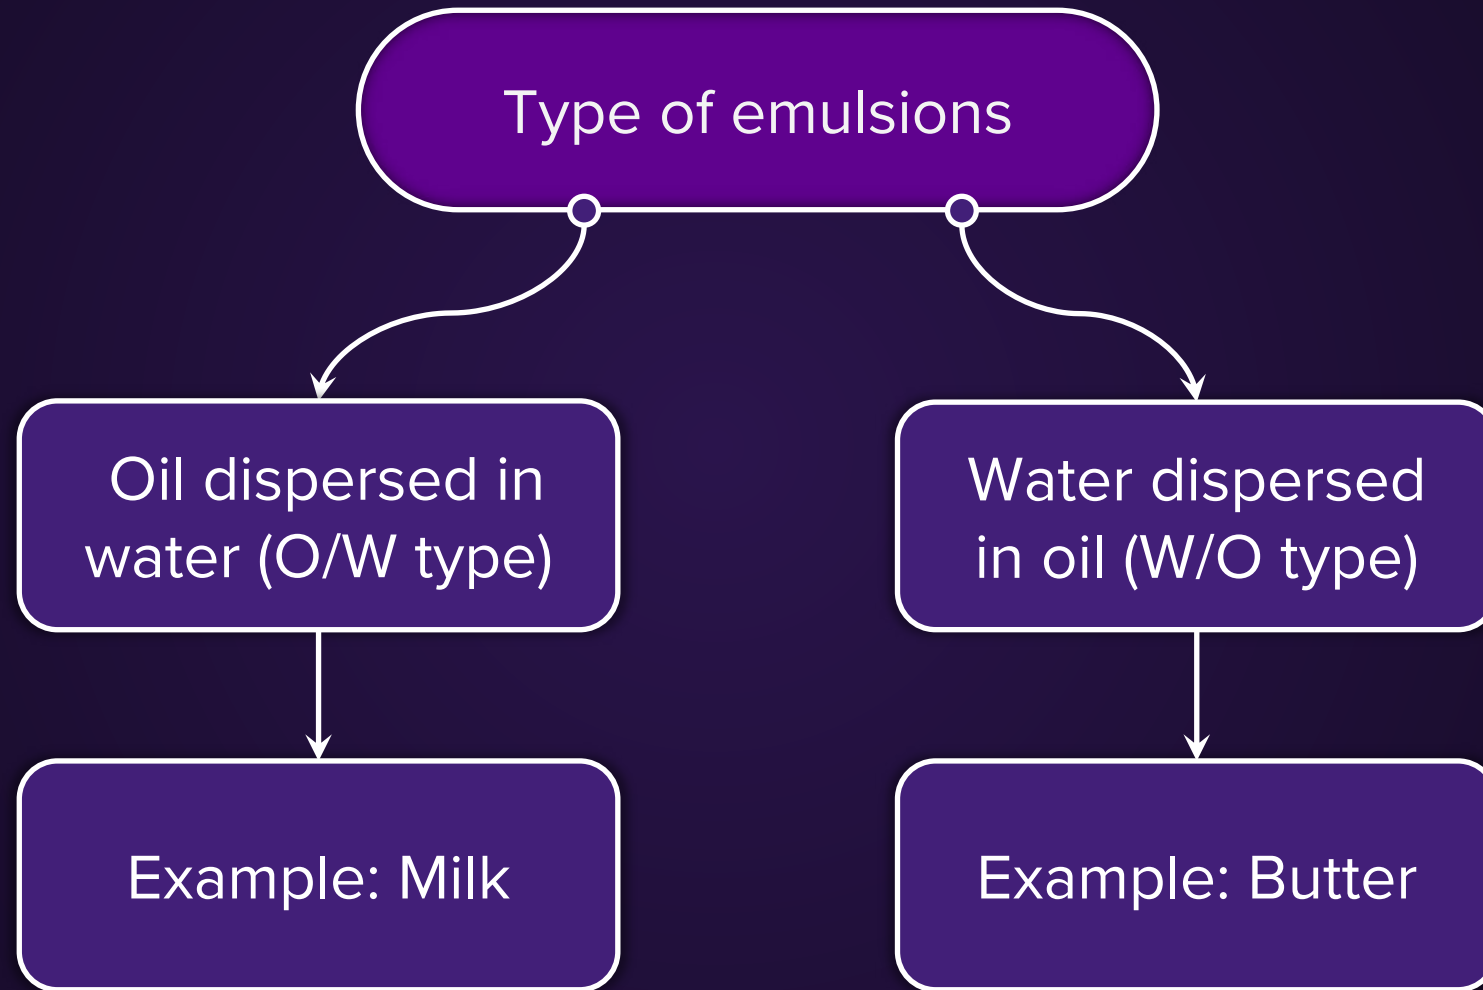 Type of emulsions
Oil dispersed in
water (O/W type)
Water dispersed
in oil (W/O type)
Example: Milk
Example: Butter